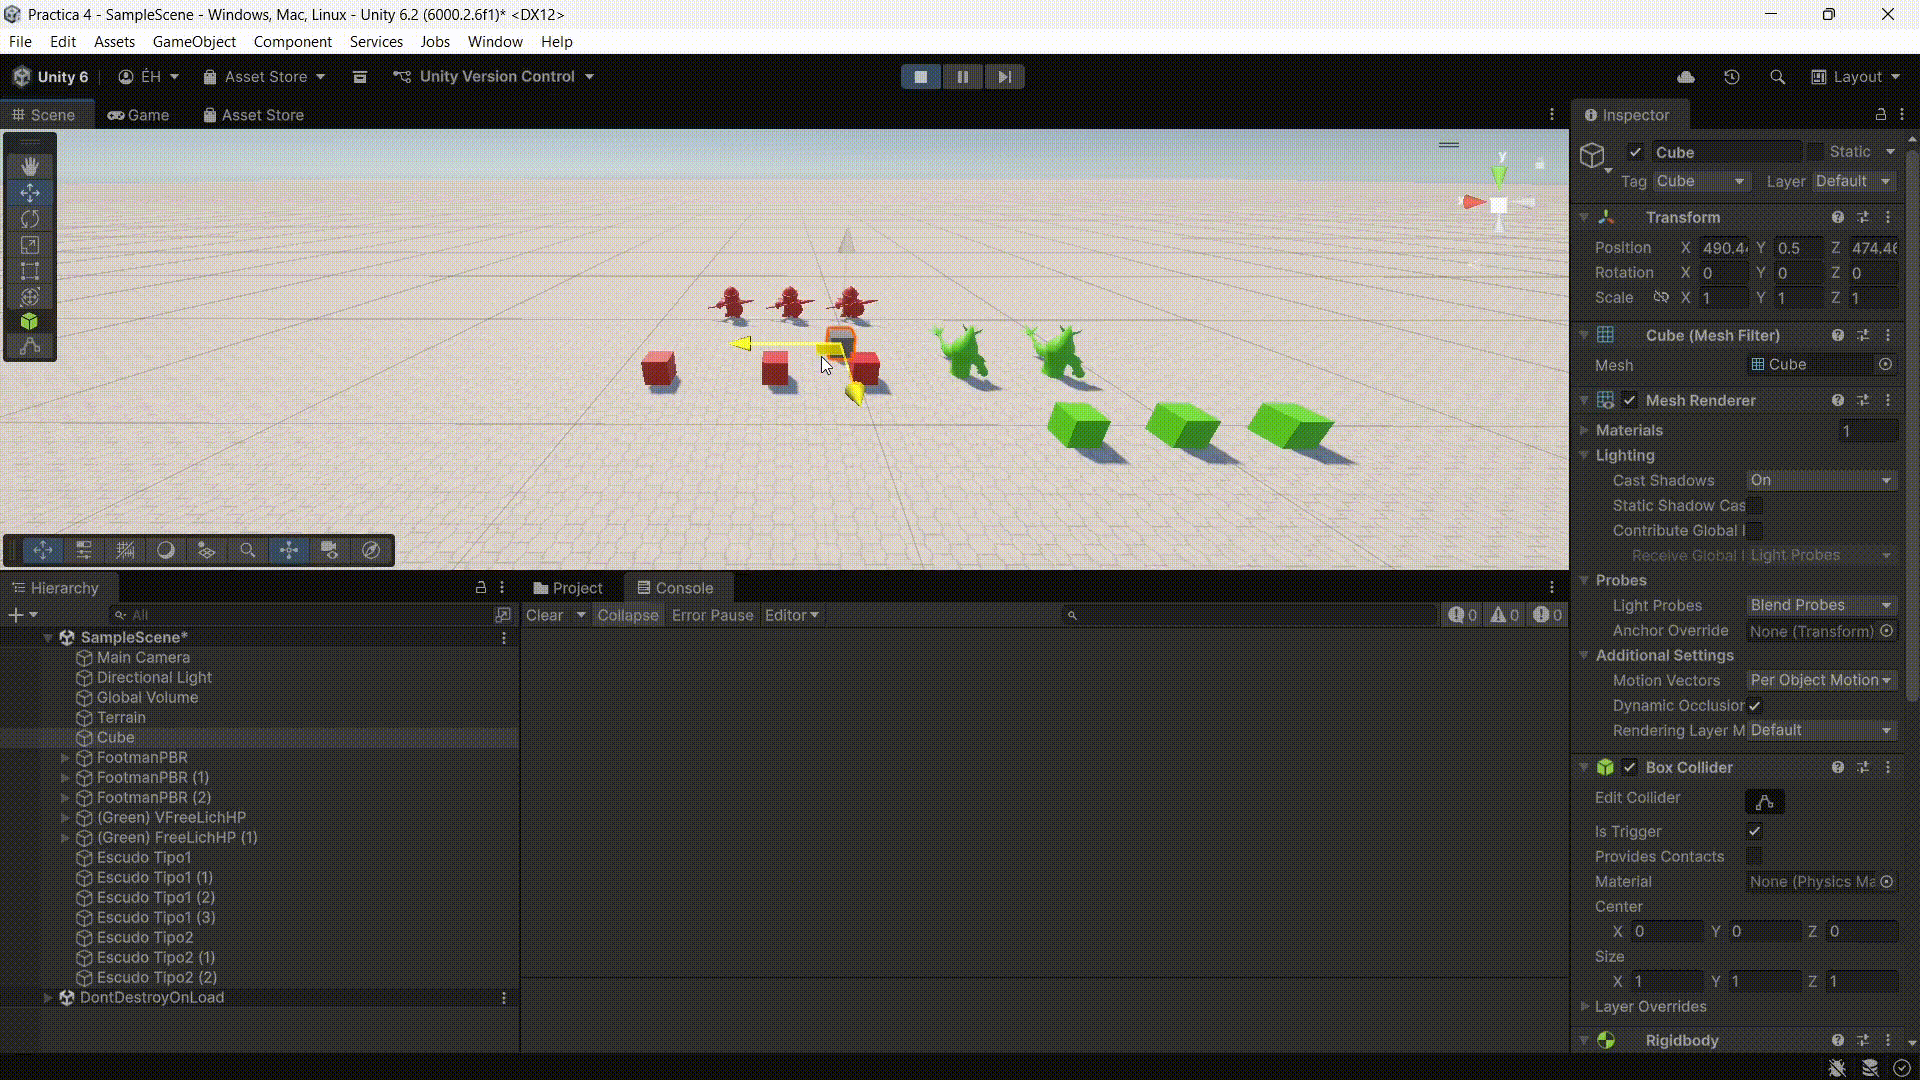 Practica 4 - SampleScene - Windows, Mac, Linux - Unity 6.2 (6000.2.6f1)* <DX12>
File Edit Assets GameObject Component Services Jobs Window Help
Unity 6 ÉH Asset Store Unity Version Control Layout
Scene Game Asset Store
Inspector
Cube Static
Tag Cube Layer Default
Transform
Position X 490.4 Y 0.5 Z 474.46
Rotation X 0 Y 0 Z 0
Scale X 1 Y 1 Z 1
Cube (Mesh Filter)
Mesh Cube
Mesh Renderer
Materials 1
Lighting
Cast Shadows On
Static Shadow Cas
Contribute Global I
Receive Global I Light Probes
Probes
Light Probes Blend Probes
Anchor Override None (Transform)
Additional Settings
Motion Vectors Per Object Motion
Dynamic Occlusion
Rendering Layer M Default
Box Collider
Edit Collider
Is Trigger
Provides Contacts
Material None (Physics Ma
Center
X 0 Y 0 Z 0
Size
X 1 Y 1 Z 1
Layer Overrides
Rigidbody
y
Hierarchy
All
SampleScene*
Main Camera
Directional Light
Global Volume
Terrain
Cube
FootmanPBR
FootmanPBR (1)
FootmanPBR (2)
(Green) VFreeLichHP
(Green) FreeLichHP (1)
Escudo Tipo1
Escudo Tipo1 (1)
Escudo Tipo1 (2)
Escudo Tipo1 (3)
Escudo Tipo2
Escudo Tipo2 (1)
Escudo Tipo2 (2)
DontDestroyOnLoad
Project Console
Clear Collapse Error Pause Editor 0 0 0